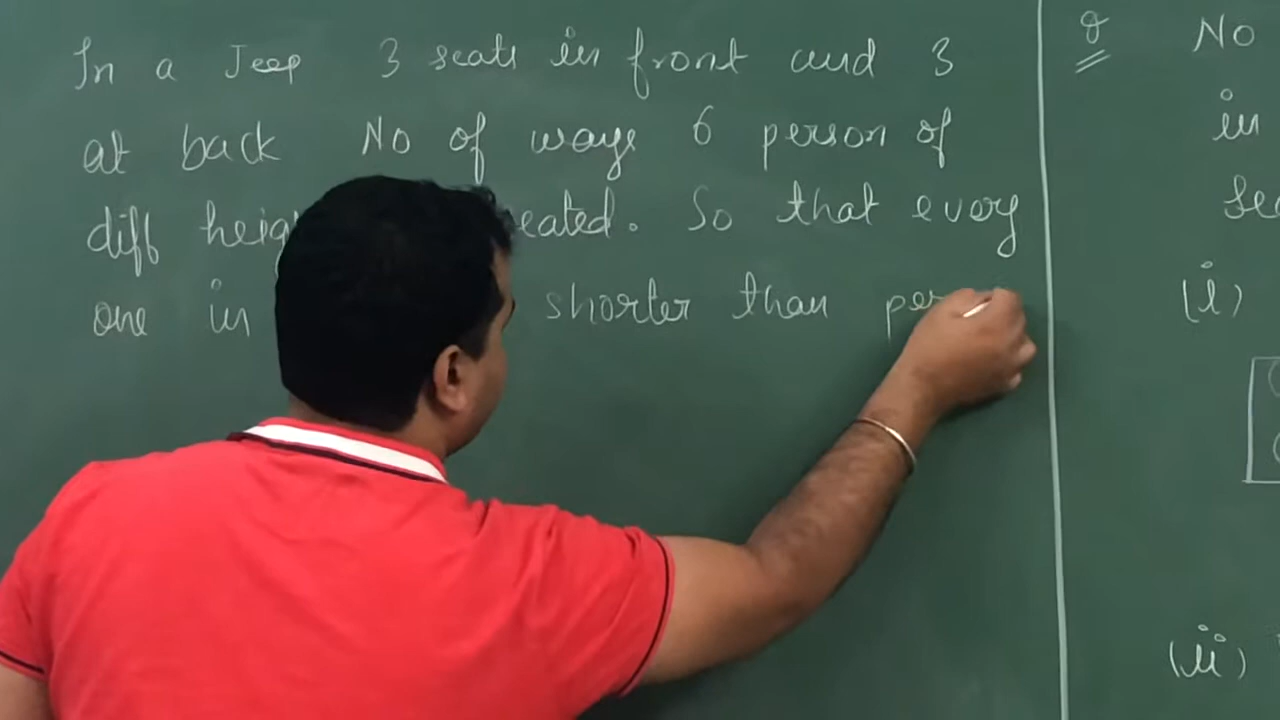 In a Jeep 3 seats in front and 3
at back No of ways 6 person of
diff heig eated. So that every
one in shorter than per
Q No
in
se
(i)
(ii)